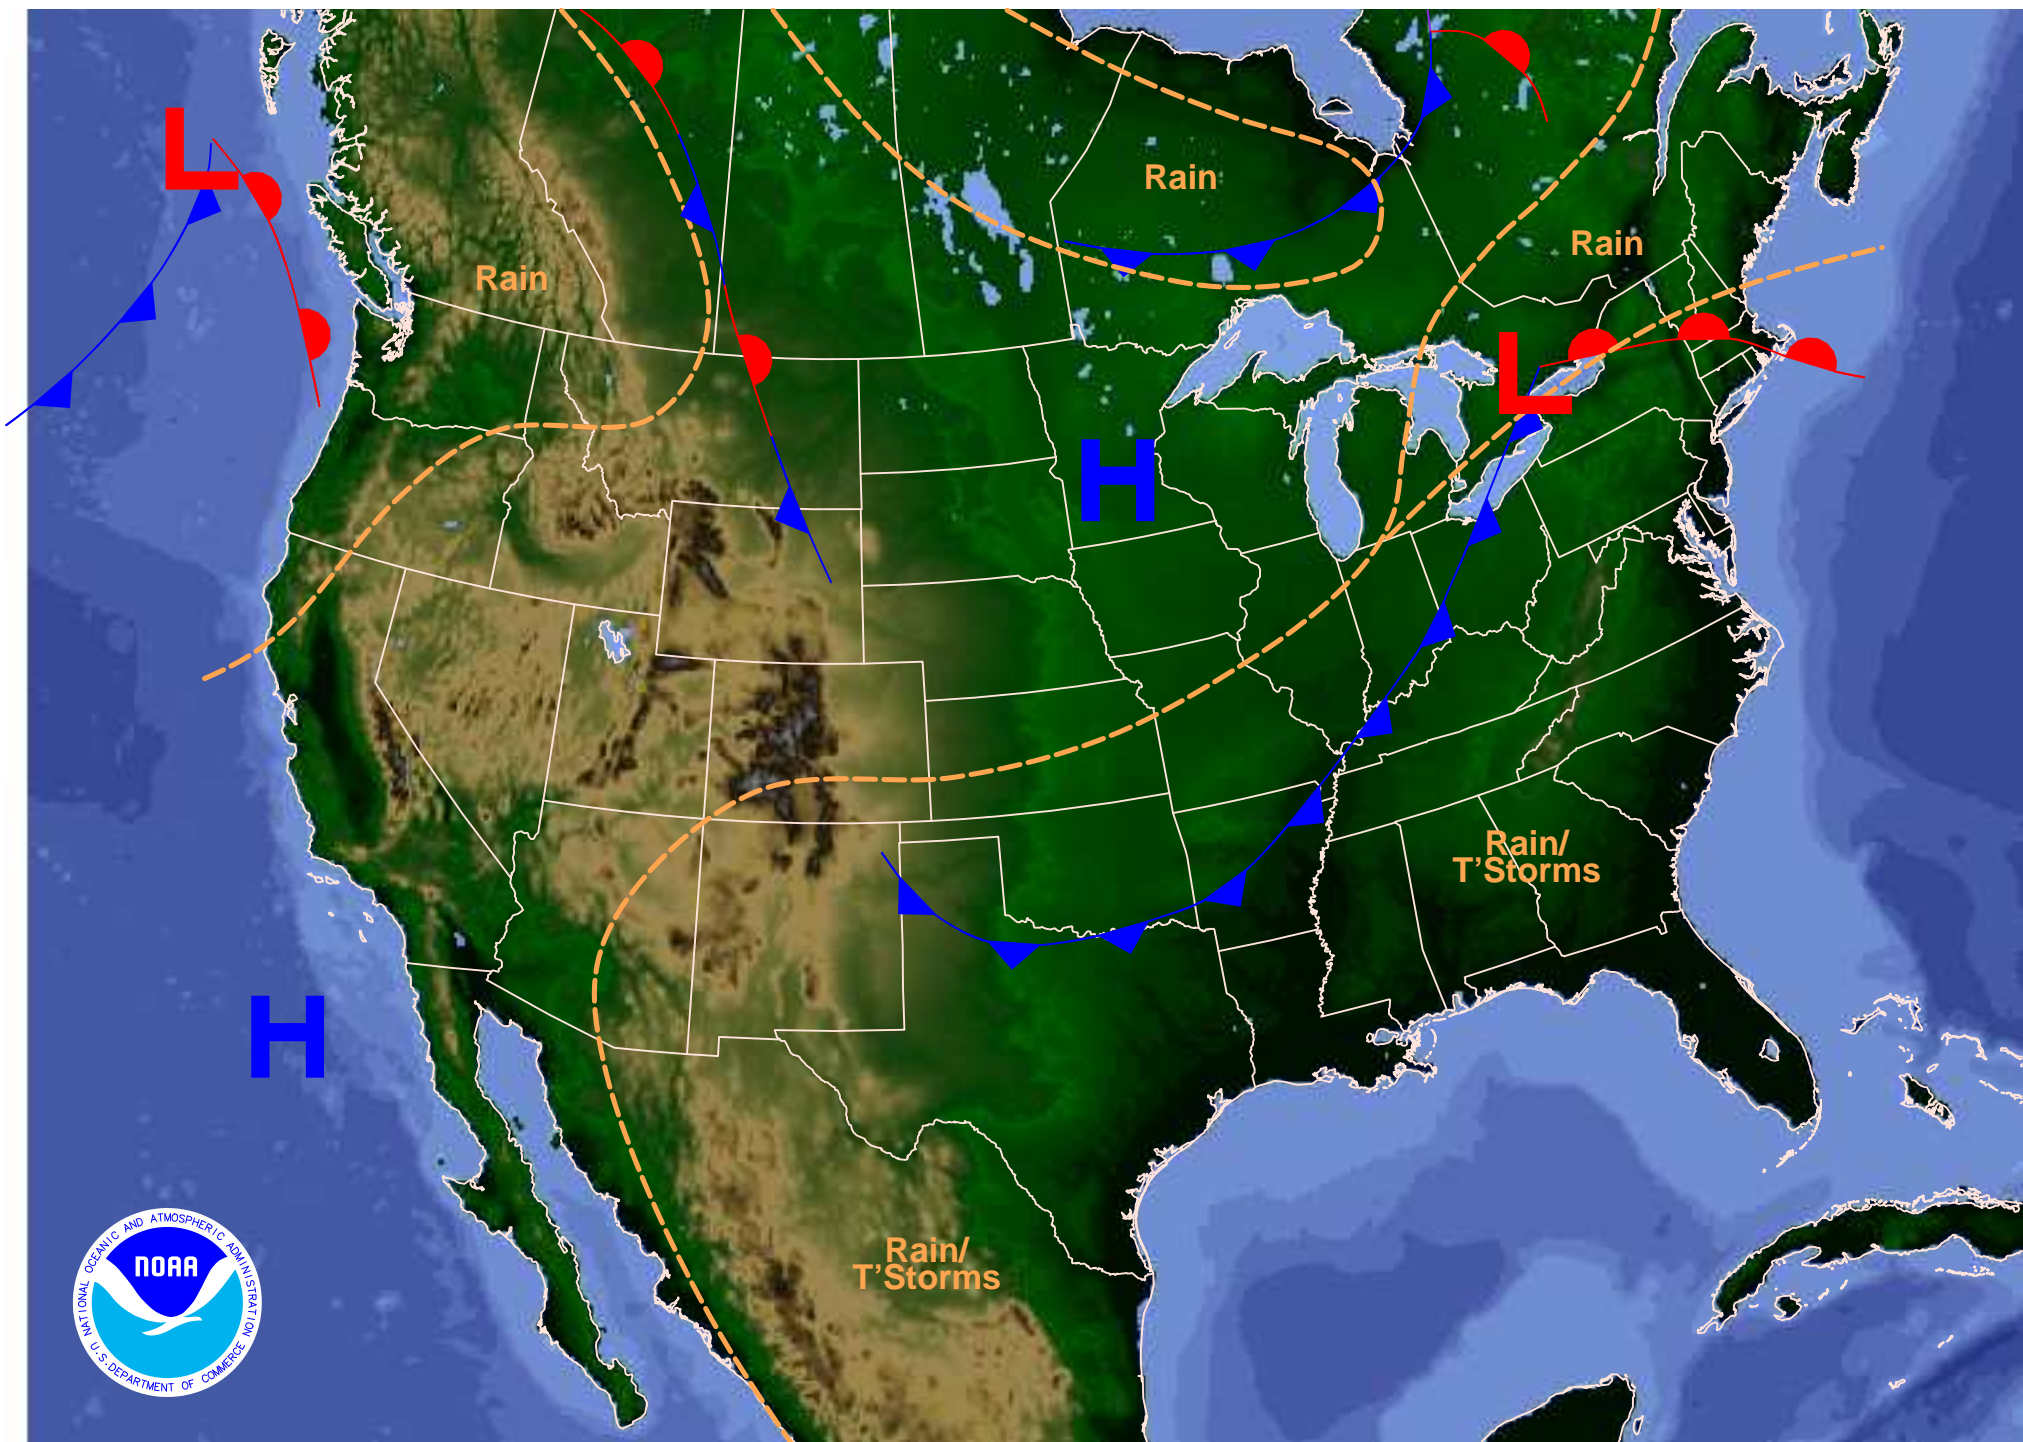 L
Rain
Rain
Rain
L
H
Rain/
T'Storms
H
Rain/
T'Storms
NATIONAL OCEANIC AND ATMOSPHERIC ADMINISTRATION
NOAA
U.S. DEPARTMENT OF COMMERCE